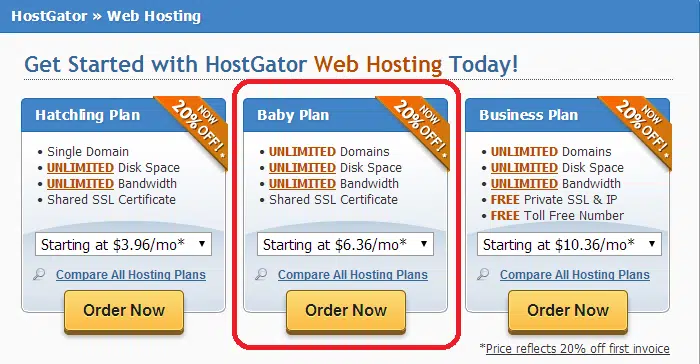 HostGator » Web Hosting
Get Started with HostGator Web Hosting Today!
Hatchling Plan
NOW
20% OFF! *
• Single Domain
• UNLIMITED Disk Space
• UNLIMITED Bandwidth
• Shared SSL Certificate
Starting at $3.96/mo*
Compare All Hosting Plans
Order Now
Baby Plan
NOW
20% OFF! *
• UNLIMITED Domains
• UNLIMITED Disk Space
• UNLIMITED Bandwidth
• Shared SSL Certificate
Starting at $6.36/mo*
Compare All Hosting Plans
Order Now
Business Plan
NOW
20% OFF! *
• UNLIMITED Domains
• UNLIMITED Disk Space
• UNLIMITED Bandwidth
• FREE Private SSL & IP
• FREE Toll Free Number
Starting at $10.36/mo*
Compare All Hosting Plans
Order Now
*Price reflects 20% off first invoice